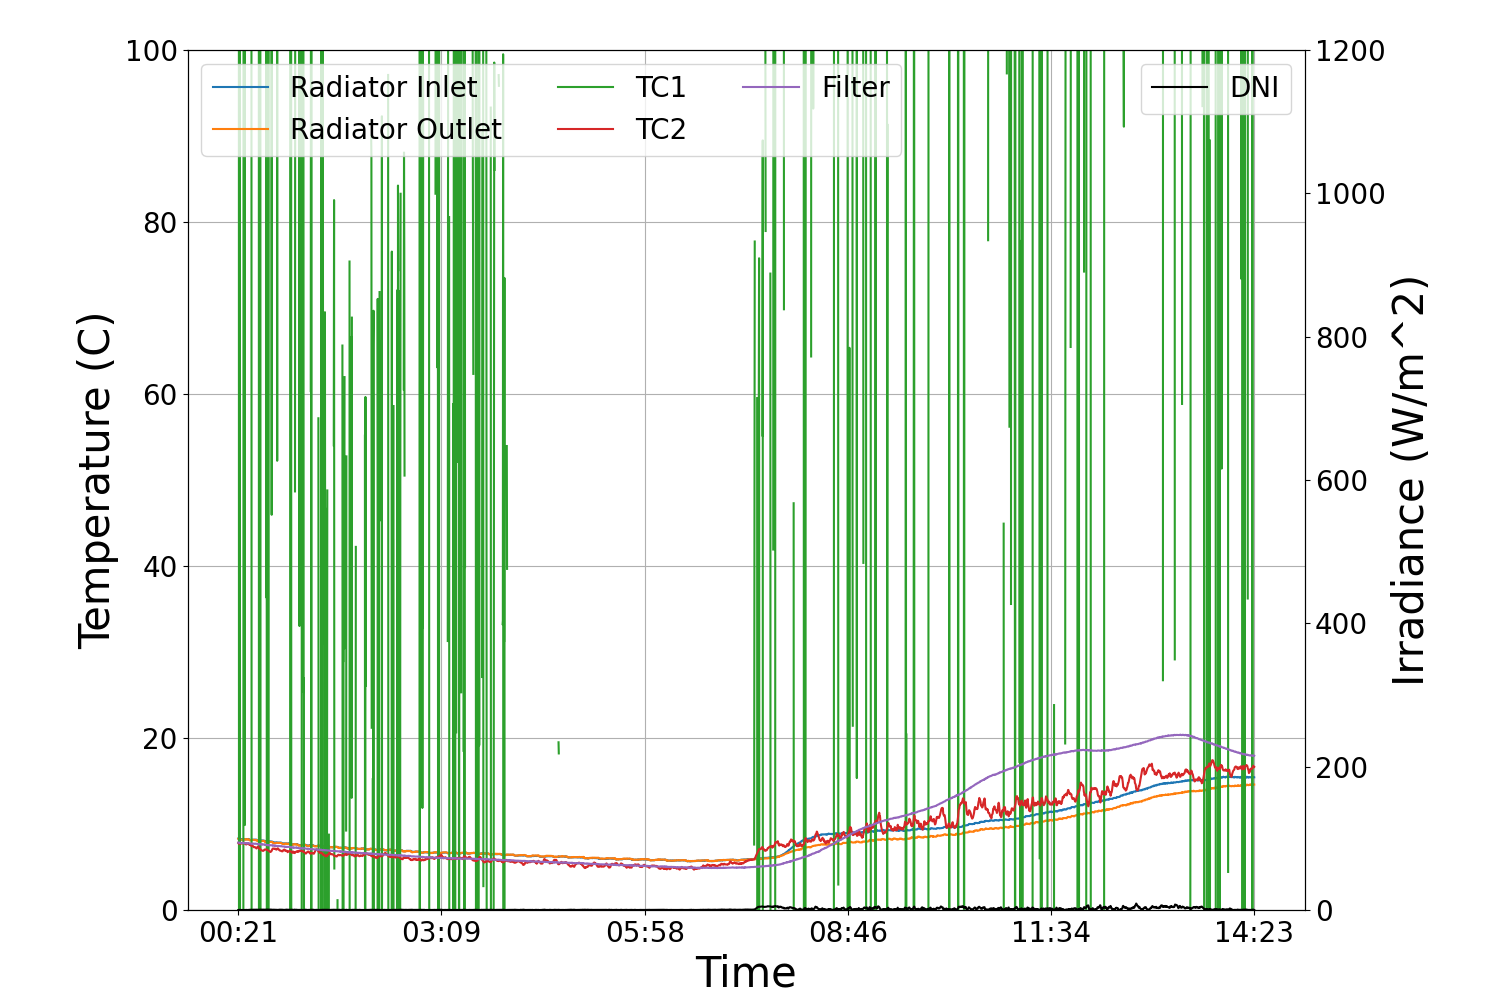 100
80
60
40
20
0
Temperature (C)
Radiator Inlet
Radiator Outlet
TC1
TC2
Filter
DNI
1200
1000
800
600
400
200
0
Irradiance (W/m^2)
00:21 03:09 05:58 08:46 11:34 14:23
Time